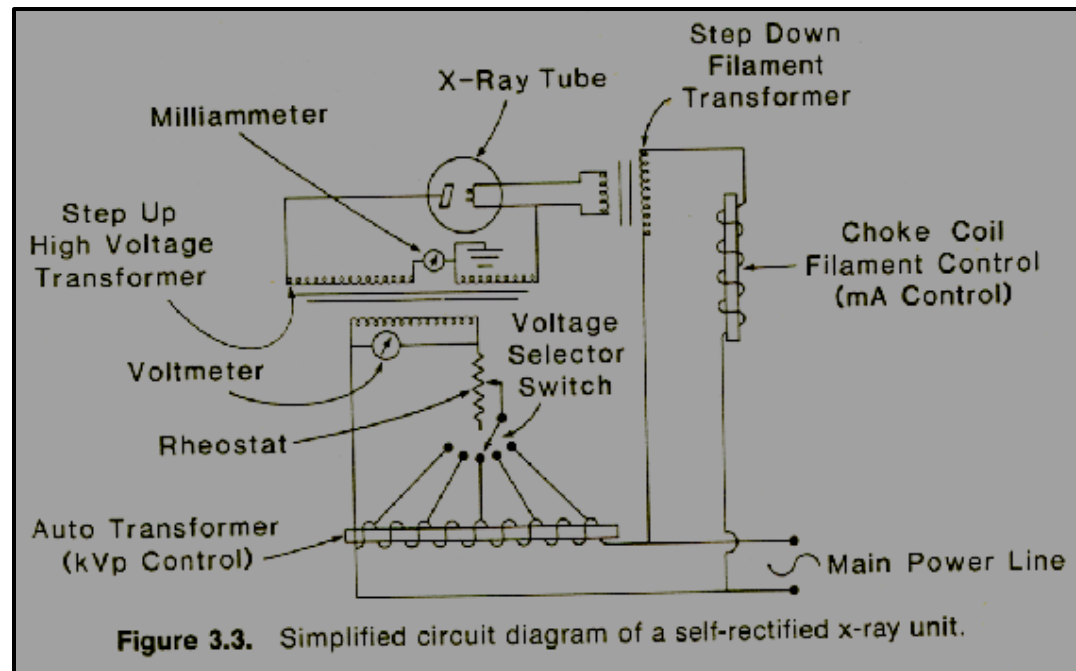 Step Down
Filament
Transformer
X-Ray Tube
Milliammeter
Step Up
High Voltage
Transformer
Choke Coil
Filament Control
(mA Control)
Voltage
Selector
Switch
Voltmeter
Rheostat
Auto Transformer
(kVp Control)
Main Power Line
Figure 3.3. Simplified circuit diagram of a self-rectified x-ray unit.